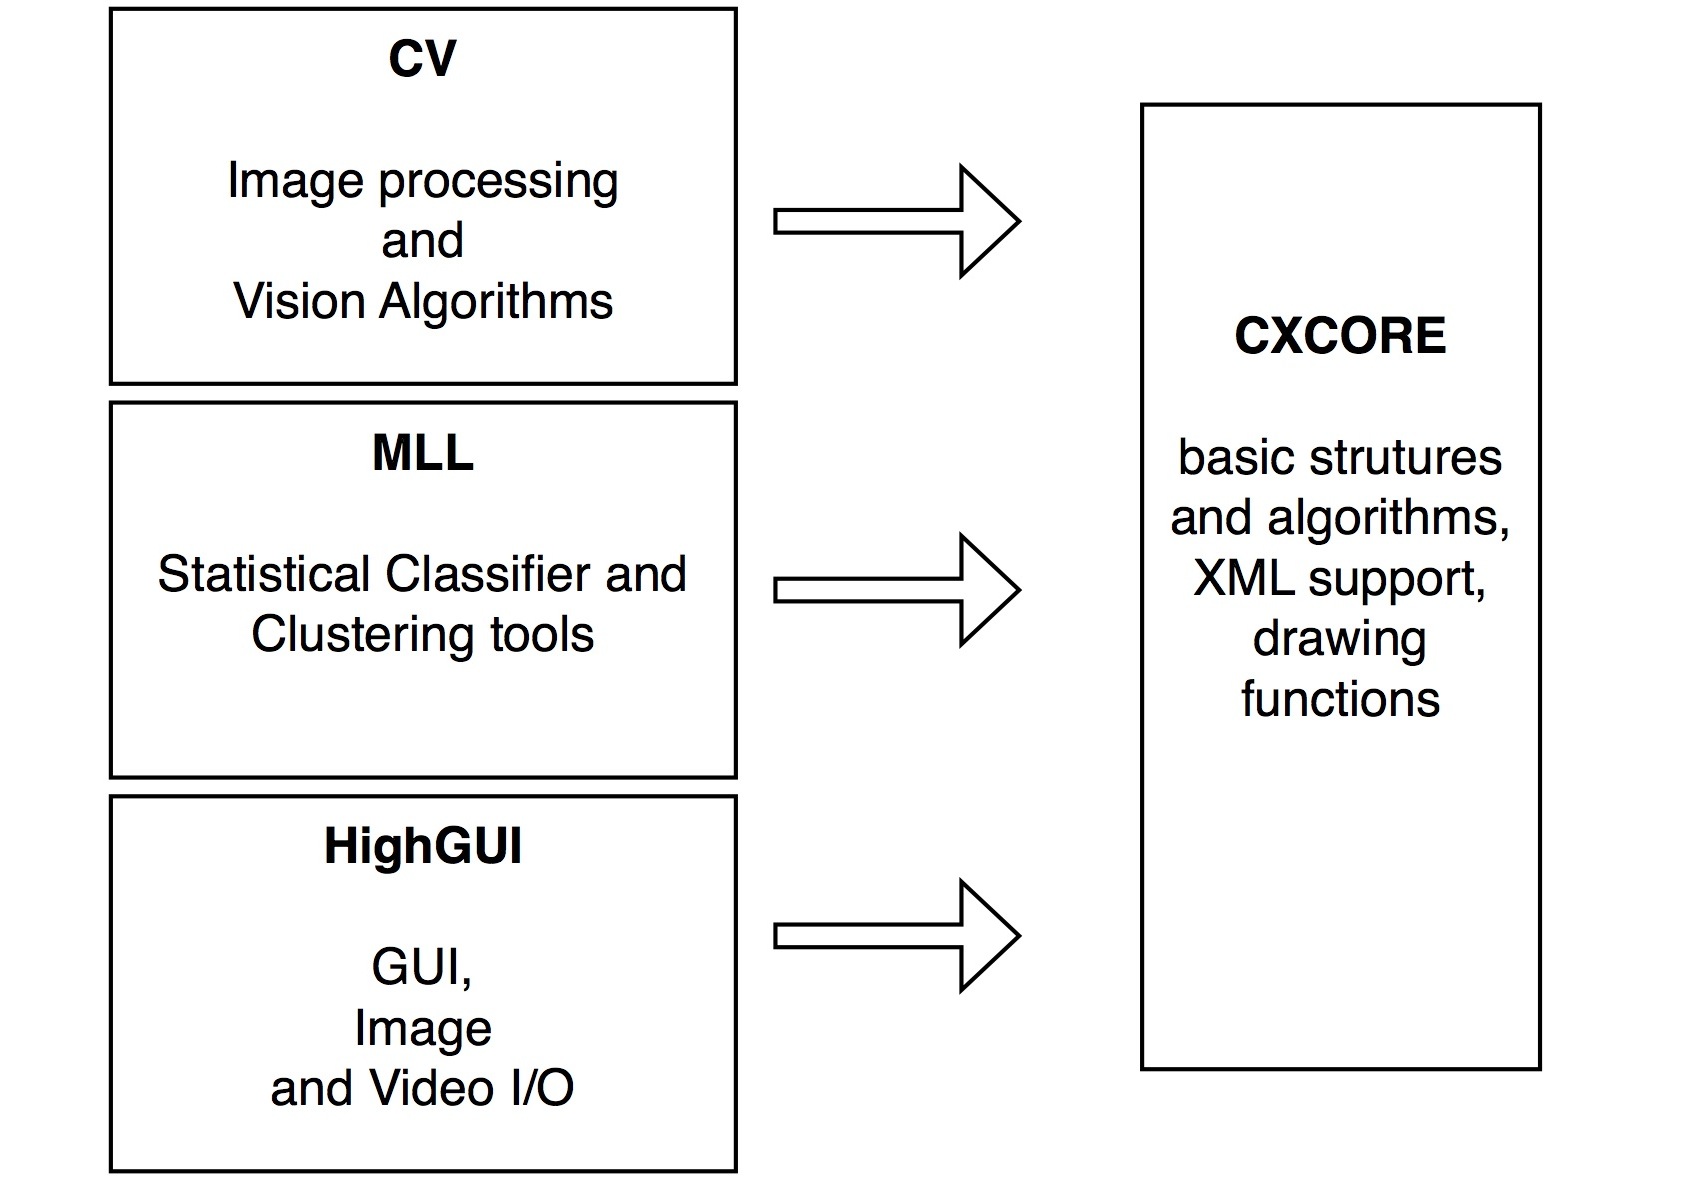 CV
Image processing
and
Vision Algorithms
MLL
Statistical Classifier and
Clustering tools
HighGUI
GUI,
Image
and Video I/O
CXCORE
basic strutures
and algorithms,
XML support,
drawing
functions